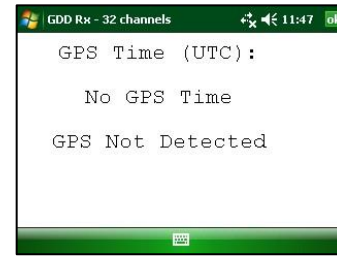 GDD Rx - 32 channels 11:47 ok
GPS Time (UTC):
No GPS Time
GPS Not Detected